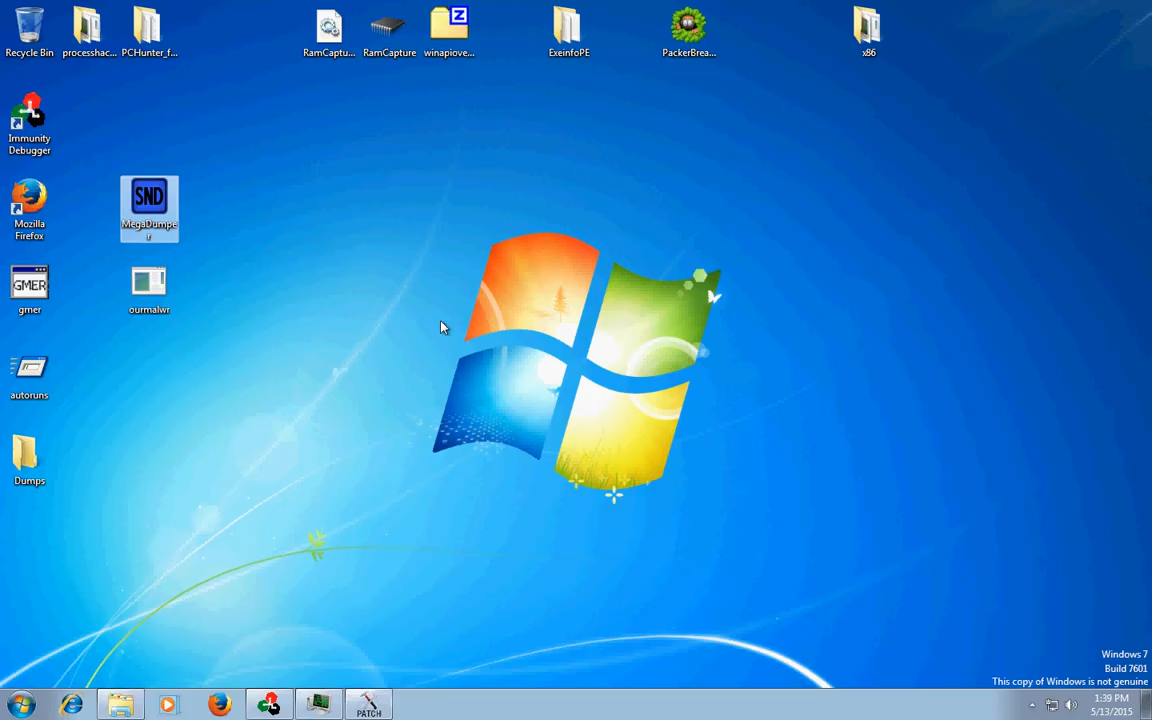 Recycle Bin
processhac...
PCHunter_f...
RamCaptu...
RamCapture
winapiove...
ExeinfoPE
PackerBrea...
x86
Immunity
Debugger
SND
MegaDumpe
r
Mozilla
Firefox
GMER
gmer
ourmalwr
autoruns
Dumps
Windows 7
Build 7601
This copy of Windows is not genuine
PATCH
1:39 PM
5/13/2015